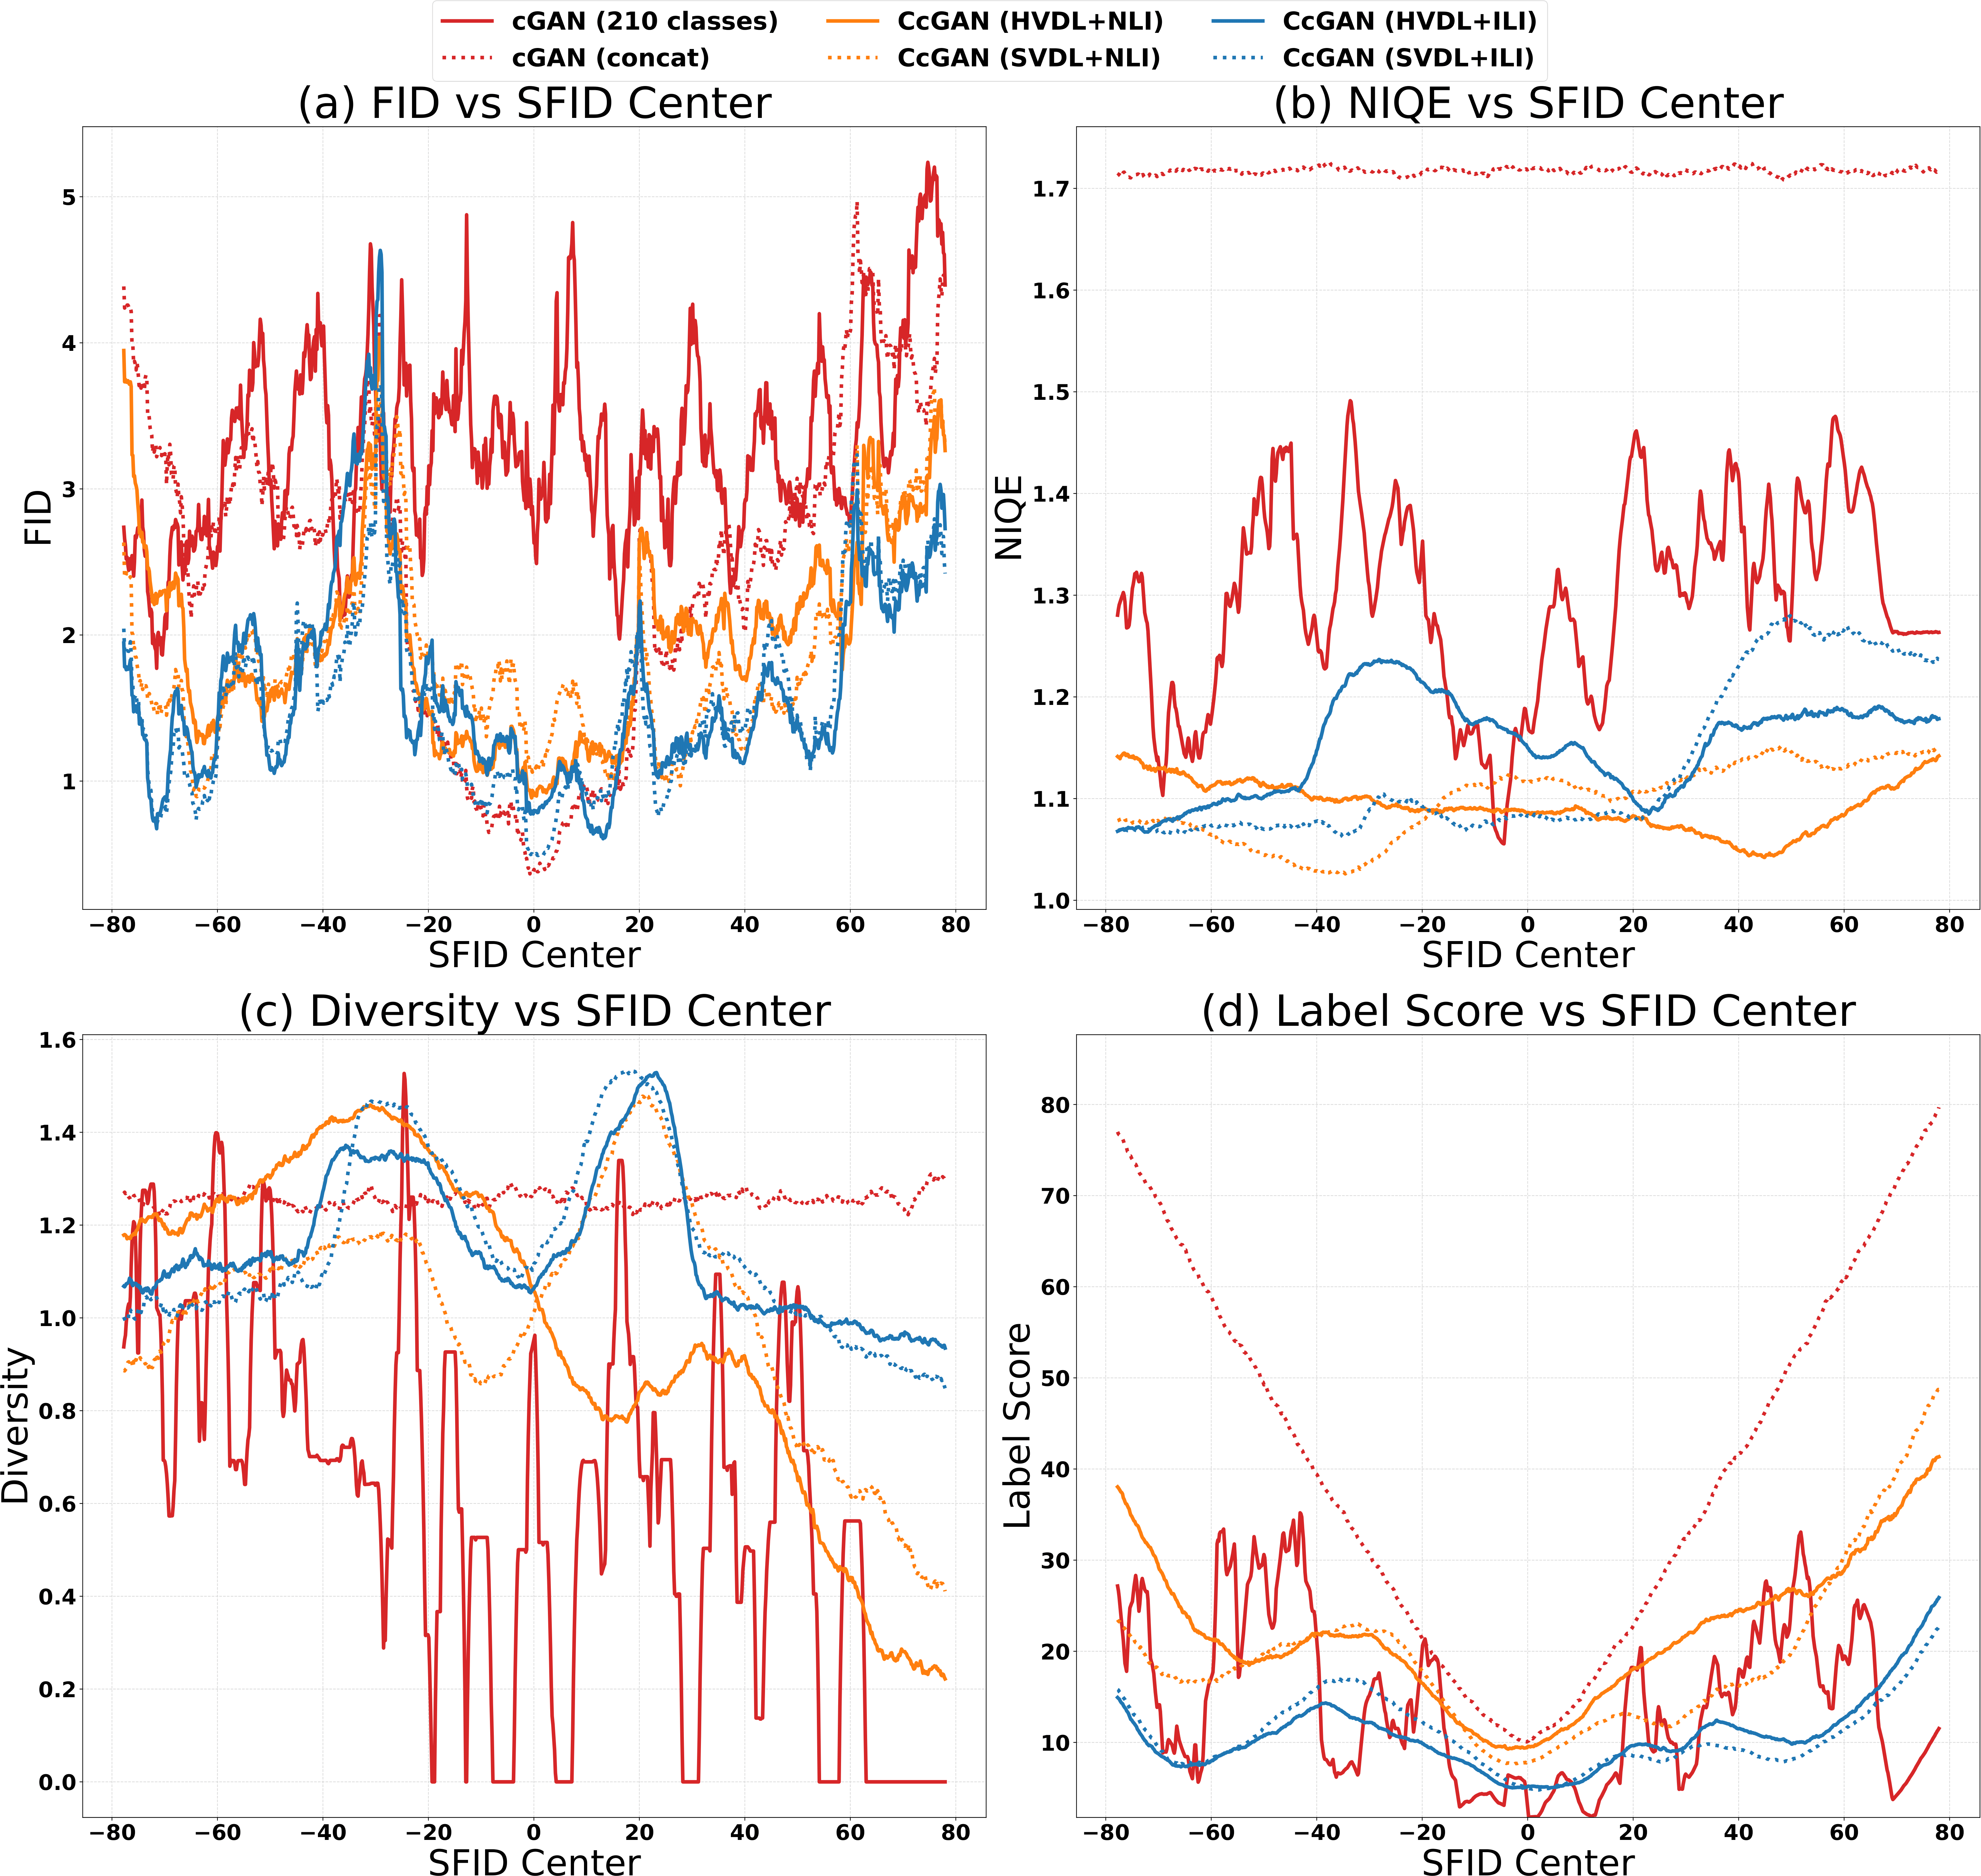 cGAN (210 classes)
cGAN (concat)
CcGAN (HVDL+NLI)
CcGAN (SVDL+NLI)
CcGAN (HVDL+ILI)
CcGAN (SVDL+ILI)
(a) FID vs SFID Center
FID
5
4
3
2
1
−80 −60 −40 −20 0 20 40 60 80
SFID Center
(b) NIQE vs SFID Center
NIQE
1.7
1.6
1.5
1.4
1.3
1.2
1.1
1.0
−80 −60 −40 −20 0 20 40 60 80
SFID Center
(c) Diversity vs SFID Center
Diversity
1.6
1.4
1.2
1.0
0.8
0.6
0.4
0.2
0.0
−80 −60 −40 −20 0 20 40 60 80
SFID Center
(d) Label Score vs SFID Center
Label Score
80
70
60
50
40
30
20
10
−80 −60 −40 −20 0 20 40 60 80
SFID Center